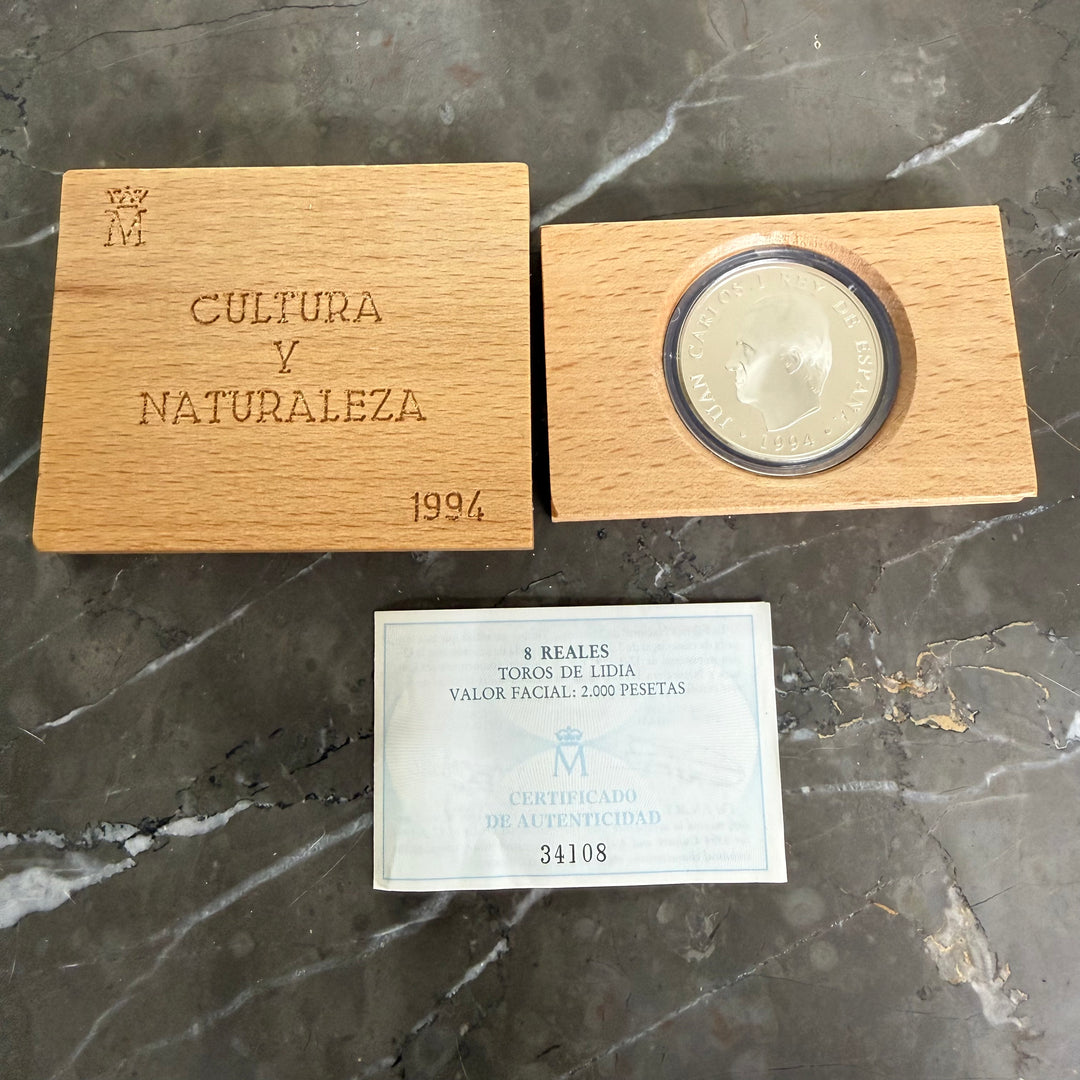 M
CULTURA
Y
NATURALEZA
1994
JUAN CARLOS I REY DE ESPAÑA
• 1994 •
8 REALES
TOROS DE LIDIA
VALOR FACIAL: 2.000 PESETAS
M
CERTIFICADO
DE AUTENTICIDAD
34108